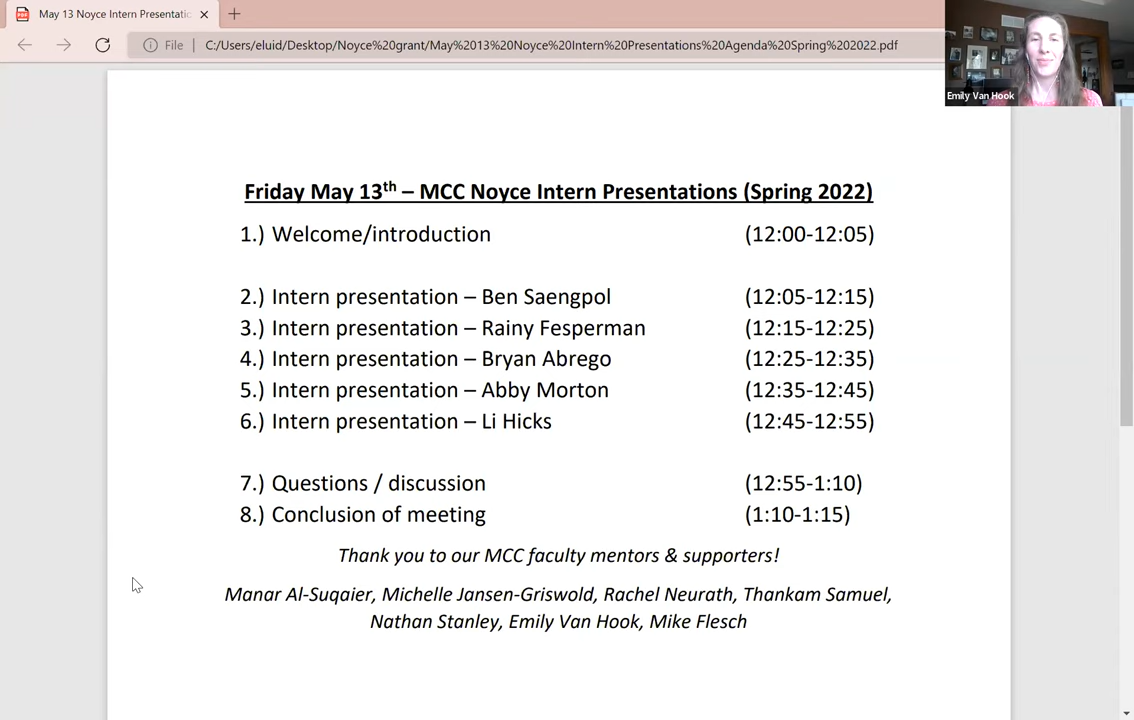 May 13 Noyce Intern Presentatic
File C:/Users/eluid/Desktop/Noyce%20grant/May%2013%20Noyce%20Intern%20Presentations%20Agenda%20Spring%202022.pdf
Emily Van Hook
Friday May 13th – MCC Noyce Intern Presentations (Spring 2022)
1.) Welcome/introduction (12:00-12:05)
2.) Intern presentation – Ben Saengpol (12:05-12:15)
3.) Intern presentation – Rainy Fesperman (12:15-12:25)
4.) Intern presentation – Bryan Abrego (12:25-12:35)
5.) Intern presentation – Abby Morton (12:35-12:45)
6.) Intern presentation – Li Hicks (12:45-12:55)
7.) Questions / discussion (12:55-1:10)
8.) Conclusion of meeting (1:10-1:15)
Thank you to our MCC faculty mentors & supporters!
Manar Al-Suqaier, Michelle Jansen-Griswold, Rachel Neurath, Thankam Samuel,
Nathan Stanley, Emily Van Hook, Mike Flesch